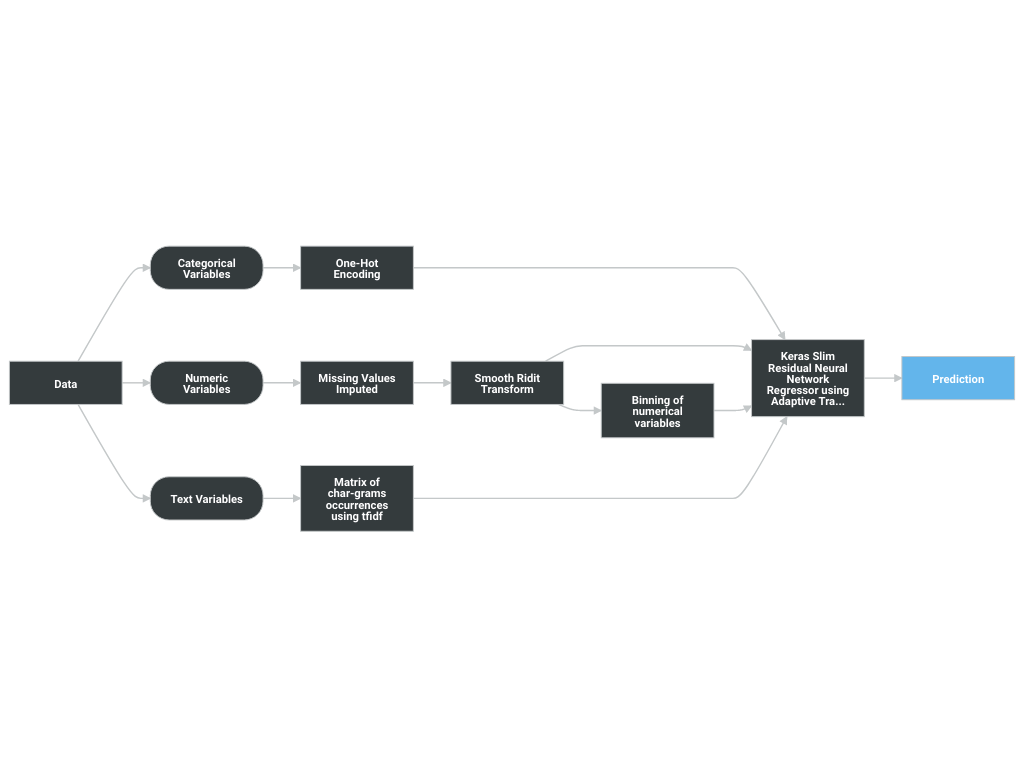 Categorical
Variables
One-Hot
Encoding
Data
Numeric
Variables
Missing Values
Imputed
Smooth Ridit
Transform
Binning of
numerical
variables
Keras Slim
Residual Neural
Network
Regressor using
Adaptive Tra...
Prediction
Text Variables
Matrix of
char-grams
occurrences
using tfidf